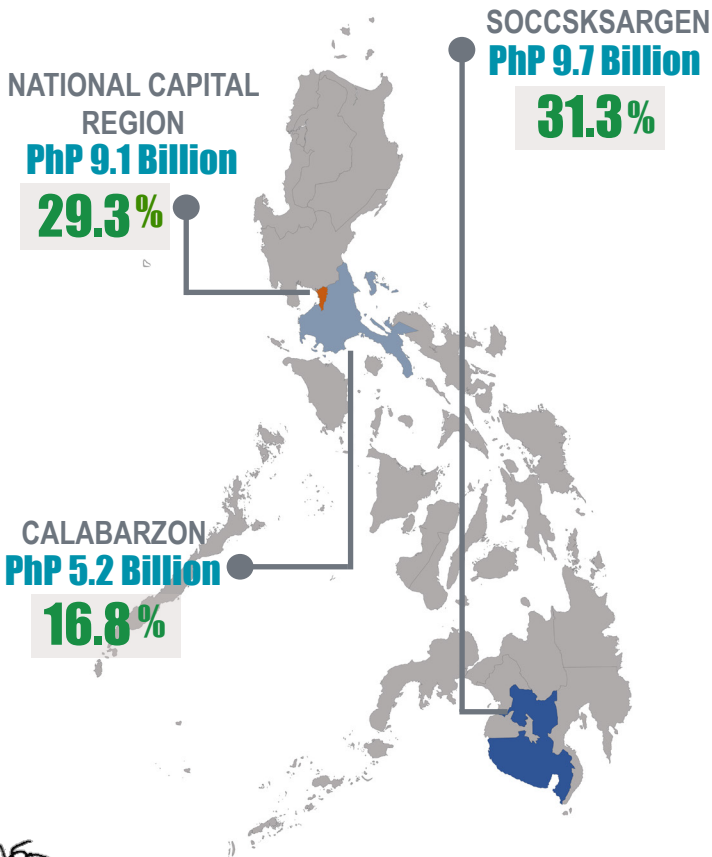 SOCCSKSARGEN
PhP 9.7 Billion
31.3%
NATIONAL CAPITAL
REGION
PhP 9.1 Billion
29.3%
CALABARZON
PhP 5.2 Billion
16.8%